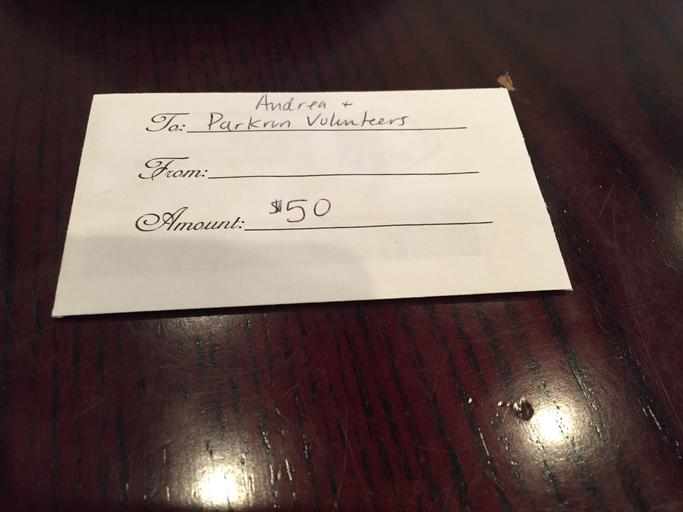 Andrea +
To: Parkrun Volunteers
From:
Amount: $50